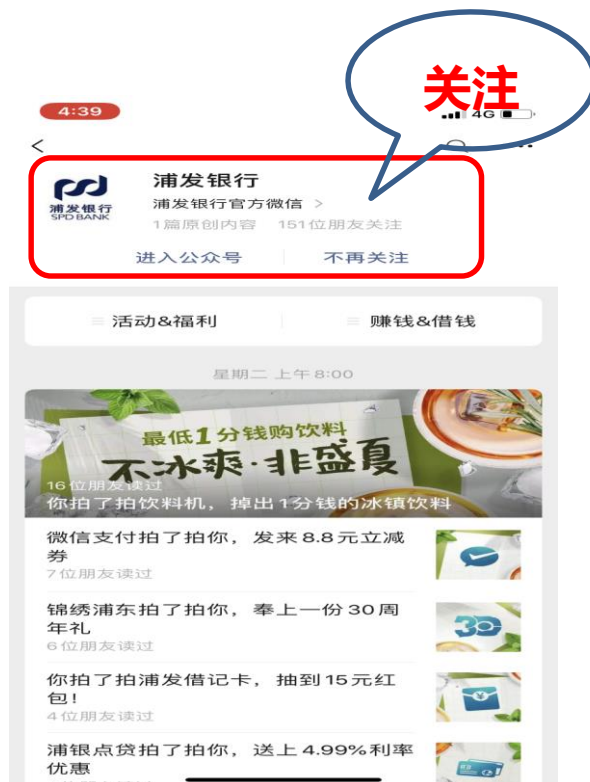 关注
4:39
4G
浦发银行
浦发银行
SPD BANK
浦发银行官方微信 >
1篇原创内容 151位朋友关注
进入公众号 不再关注
活动&福利 赚钱&借钱
星期二 上午 8:00
最低1分钱购饮料
不冰爽·非盛夏
16位朋友读过
你拍了拍饮料机，掉出1分钱的冰镇饮料
微信支付拍了拍你，发来 8.8 元立减
券
7位朋友读过
锦绣浦东拍了拍你，奉上一份 30 周
年礼
6位朋友读过
30
你拍了拍浦发借记卡，抽到 15 元红
包!
4位朋友读过
浦银点贷拍了拍你，送上 4.99% 利率
优惠